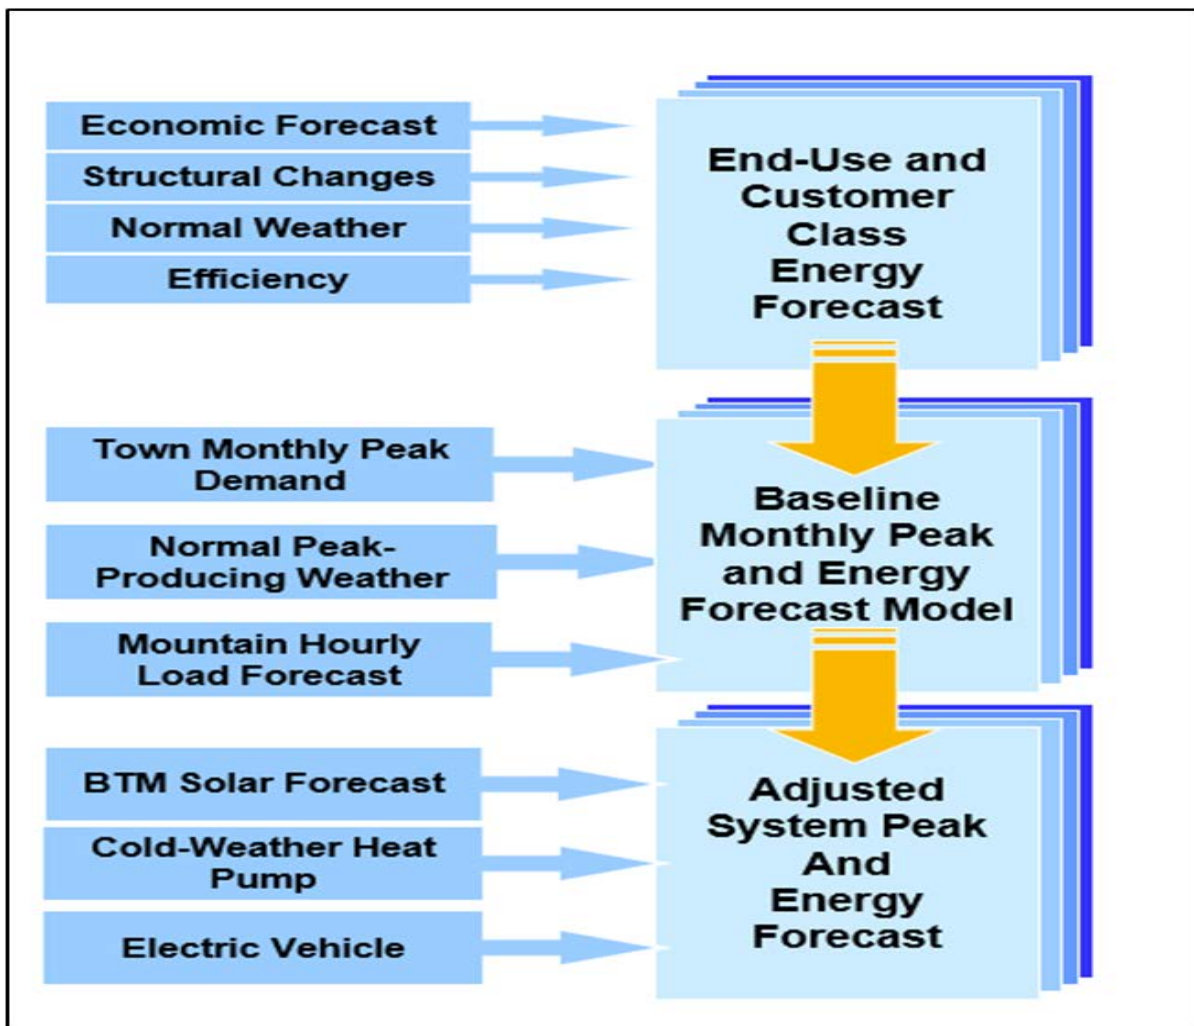 Economic Forecast
Structural Changes
Normal Weather
Efficiency
End-Use and
Customer
Class
Energy
Forecast
Town Monthly Peak
Demand
Normal Peak-
Producing Weather
Mountain Hourly
Load Forecast
Baseline
Monthly Peak
and Energy
Forecast Model
BTM Solar Forecast
Cold-Weather Heat
Pump
Electric Vehicle
Adjusted
System Peak
And
Energy
Forecast